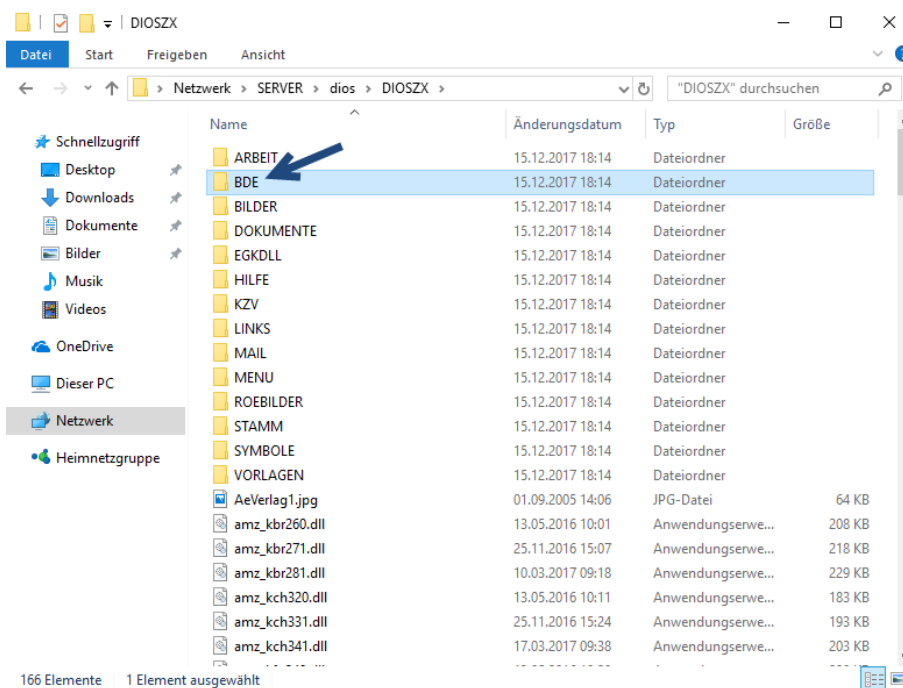 DIOSZX
Datei Start Freigeben Ansicht
Netzwerk > SERVER > dios > DIOSZX > "DIOSZX" durchsuchen
Name Änderungsdatum Typ Größe
Schnellzugriff
Desktop
Downloads
Dokumente
Bilder
Musik
Videos
OneDrive
Dieser PC
Netzwerk
Heimnetzgruppe
ARBEIT 15.12.2017 18:14 Dateiordner
BDE 15.12.2017 18:14 Dateiordner
BILDER 15.12.2017 18:14 Dateiordner
DOKUMENTE 15.12.2017 18:14 Dateiordner
EGKDLL 15.12.2017 18:14 Dateiordner
HILFE 15.12.2017 18:14 Dateiordner
KZV 15.12.2017 18:14 Dateiordner
LINKS 15.12.2017 18:14 Dateiordner
MAIL 15.12.2017 18:14 Dateiordner
MENU 15.12.2017 18:14 Dateiordner
ROEBILDER 15.12.2017 18:14 Dateiordner
STAMM 15.12.2017 18:14 Dateiordner
SYMBOLE 15.12.2017 18:14 Dateiordner
VORLAGEN 15.12.2017 18:14 Dateiordner
AeVerlag1.jpg 01.09.2005 14:06 JPG-Datei 64 KB
amz_kbr260.dll 13.05.2016 10:01 Anwendungserwe... 208 KB
amz_kbr271.dll 25.11.2016 15:07 Anwendungserwe... 218 KB
amz_kbr281.dll 10.03.2017 09:18 Anwendungserwe... 229 KB
amz_kch320.dll 13.05.2016 10:11 Anwendungserwe... 183 KB
amz_kch331.dll 25.11.2016 15:24 Anwendungserwe... 193 KB
amz_kch341.dll 17.03.2017 09:38 Anwendungserwe... 203 KB
166 Elemente 1 Element ausgewählt